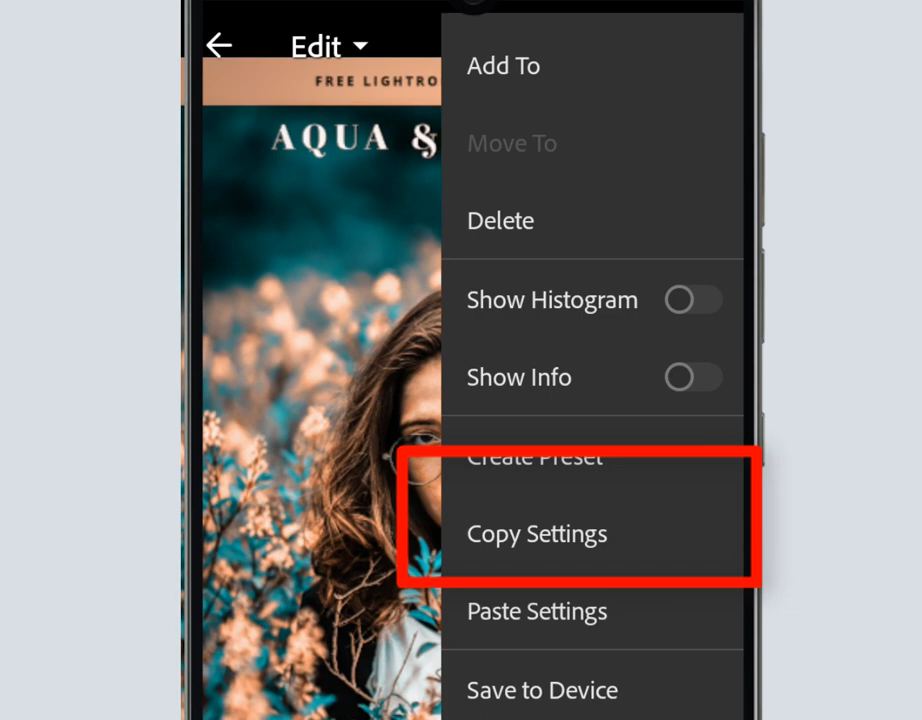 Edit
FREE LIGHTRO
AQUA &
Add To
Move To
Delete
Show Histogram
Show Info
Create Preset
Copy Settings
Paste Settings
Save to Device